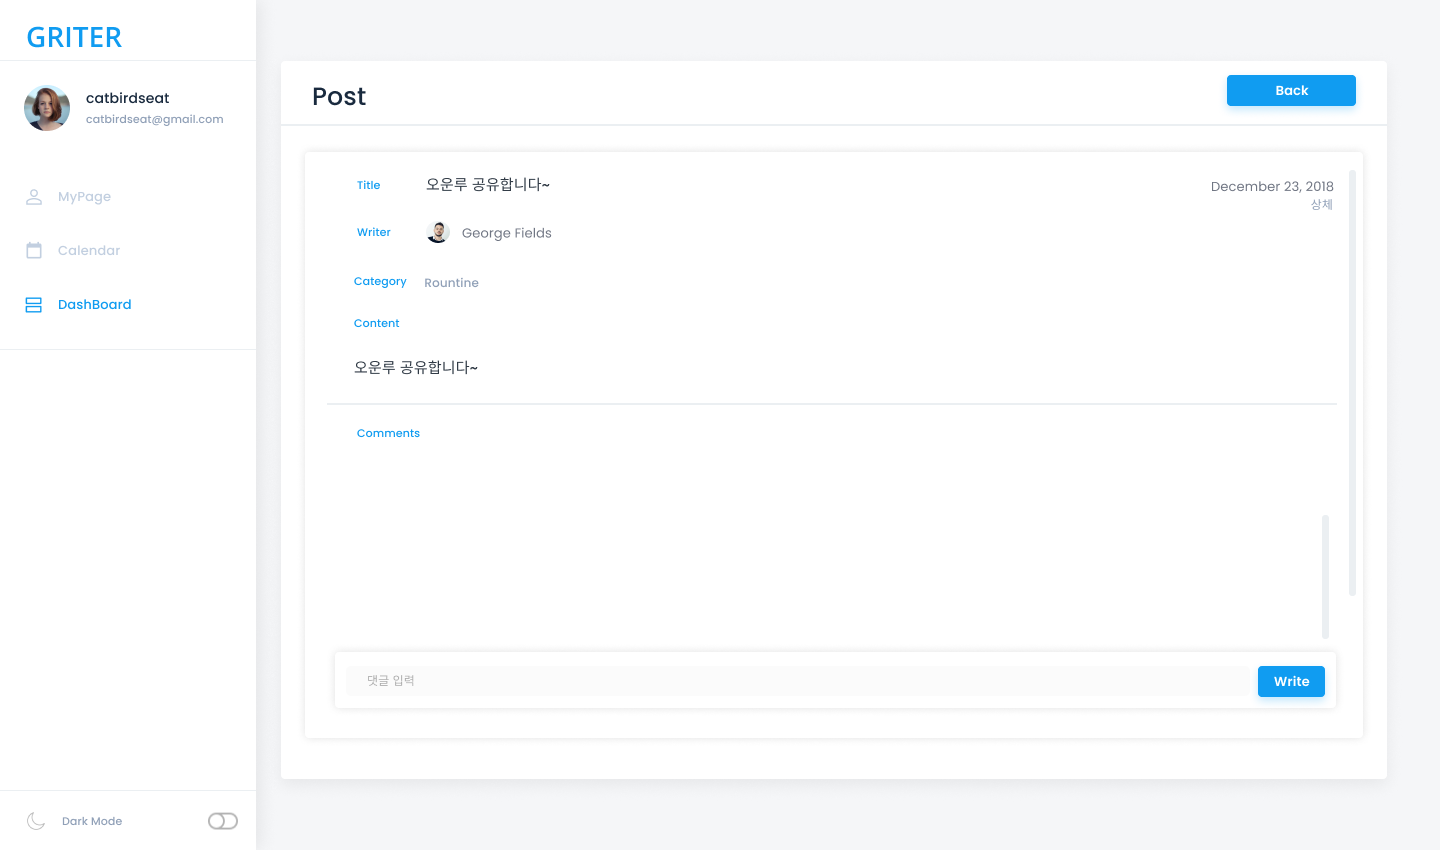 GRITER
catbirdseat
catbirdseat@gmail.com
MyPage
Calendar
DashBoard
Dark Mode
Post
Back
Title 오운루 공유합니다~
December 23, 2018
상체
Writer George Fields
Category Rountine
Content
오운루 공유합니다~
Comments
댓글 입력
Write